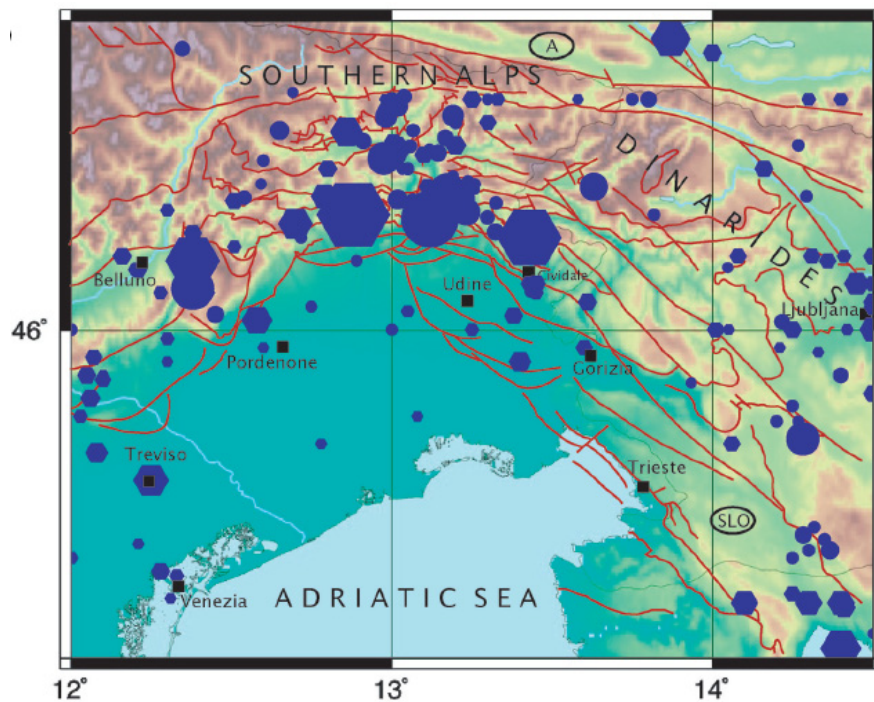 A
SOUTHERN ALPS
DINARIDES
Belluno
Cividale
Udine
Ljubljana
46°
Pordenone
Gorizia
Treviso
Trieste
SLO
Venezia
ADRIATIC SEA
12°
13°
14°